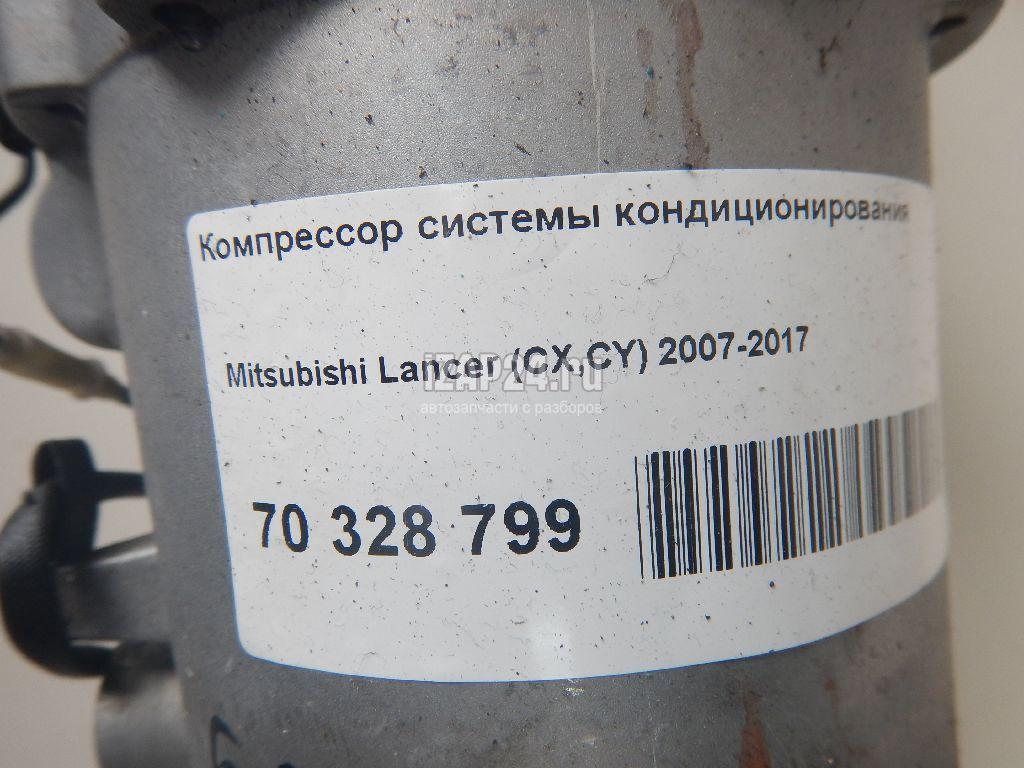 Компрессор системы кондиционирования
Mitsubishi Lancer (CX,CY) 2007-2017
iZAP24.ru
автозапчасти с разборов
70 328 799